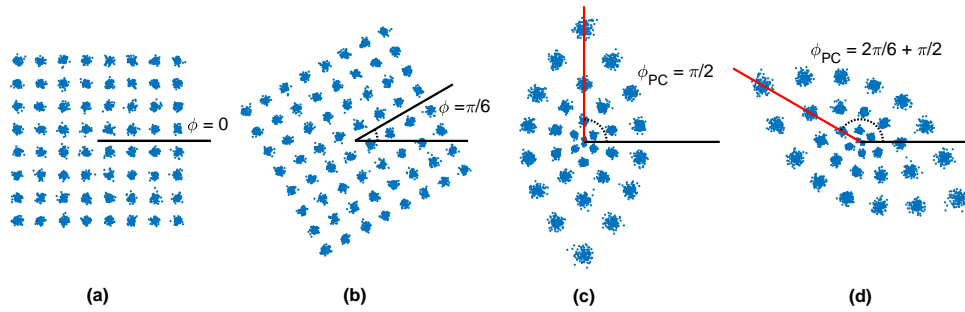 ϕ = 0
ϕ =π/6
ϕPC = π/2
ϕPC = 2π/6 + π/2
(a)
(b)
(c)
(d)